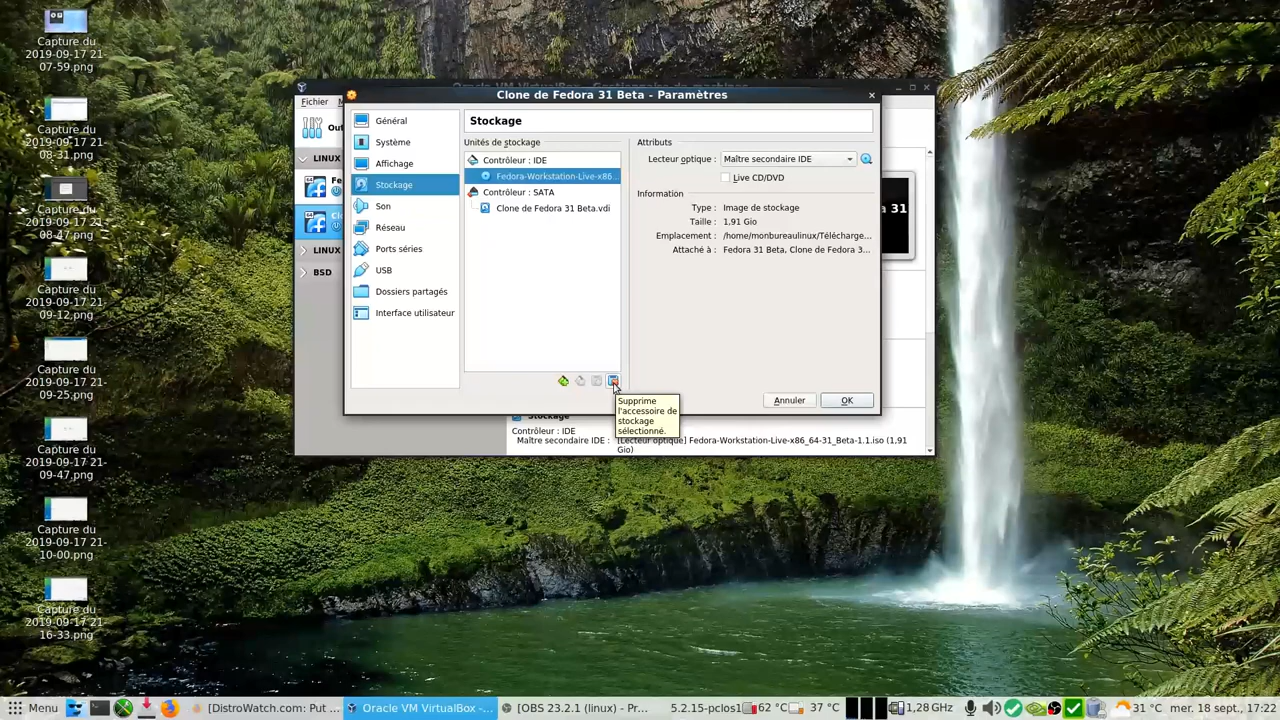 Capture du
2019-09-17 21-
07-59.png
Capture du
2019-09-17 21-
08-31.png
Capture du
2019-09-17 21-
08-47.png
Capture du
2019-09-17 21-
09-12.png
Capture du
2019-09-17 21-
09-25.png
Capture du
2019-09-17 21-
09-47.png
Capture du
2019-09-17 21-
10-00.png
Capture du
2019-09-17 21-
16-33.png
Oracle VM VirtualBox - Gestionnaire de machines
Fichier M
Out
LINUX
Fe
Clo
LINUX
BSD
a 31
Clone de Fedora 31 Beta - Paramètres
Général
Système
Affichage
Stockage
Son
Réseau
Ports séries
USB
Dossiers partagés
Interface utilisateur
Stockage
Unités de stockage
Contrôleur : IDE
Fedora-Workstation-Live-x86...
Contrôleur : SATA
Clone de Fedora 31 Beta.vdi
Attributs
Lecteur optique : Maître secondaire IDE
Live CD/DVD
Information
Type : Image de stockage
Taille : 1,91 Gio
Emplacement : /home/monbureaulinux/Télécharge...
Attaché à : Fedora 31 Beta, Clone de Fedora 3...
Annuler OK
Supprime
l'accessoire de
stockage
sélectionné.
Stockage
Contrôleur : IDE
Maître secondaire IDE : [Lecteur optique] Fedora-Workstation-Live-x86_64-31_Beta-1.1.iso (1,91
Gio)
Menu [DistroWatch.com: Put ... Oracle VM VirtualBox -... [OBS 23.2.1 (linux) - Pr... 5.2.15-pclos1 62 °C 37 °C 1,28 GHz 31 °C mer. 18 sept., 17:22